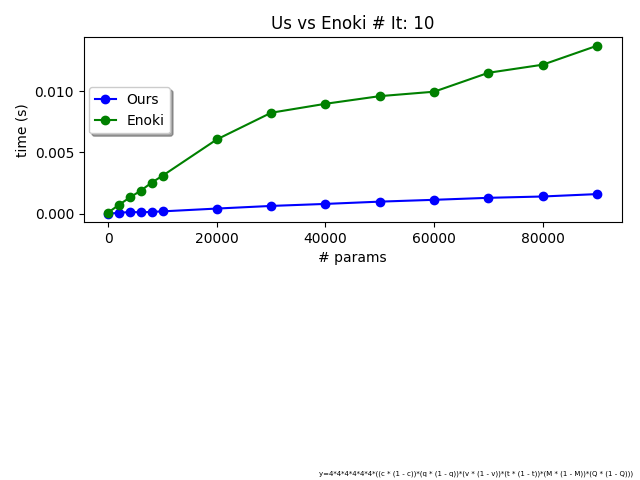 Us vs Enoki # It: 10
time (s)
0.010
0.005
0.000
Ours
Enoki
0
20000
40000
60000
80000
# params
y=4*4*4*4*4*4*((c * (1 - c))*(q * (1 - q))*(v * (1 - v))*(t * (1 - t))*(M * (1 - M))*(Q * (1 - Q)))